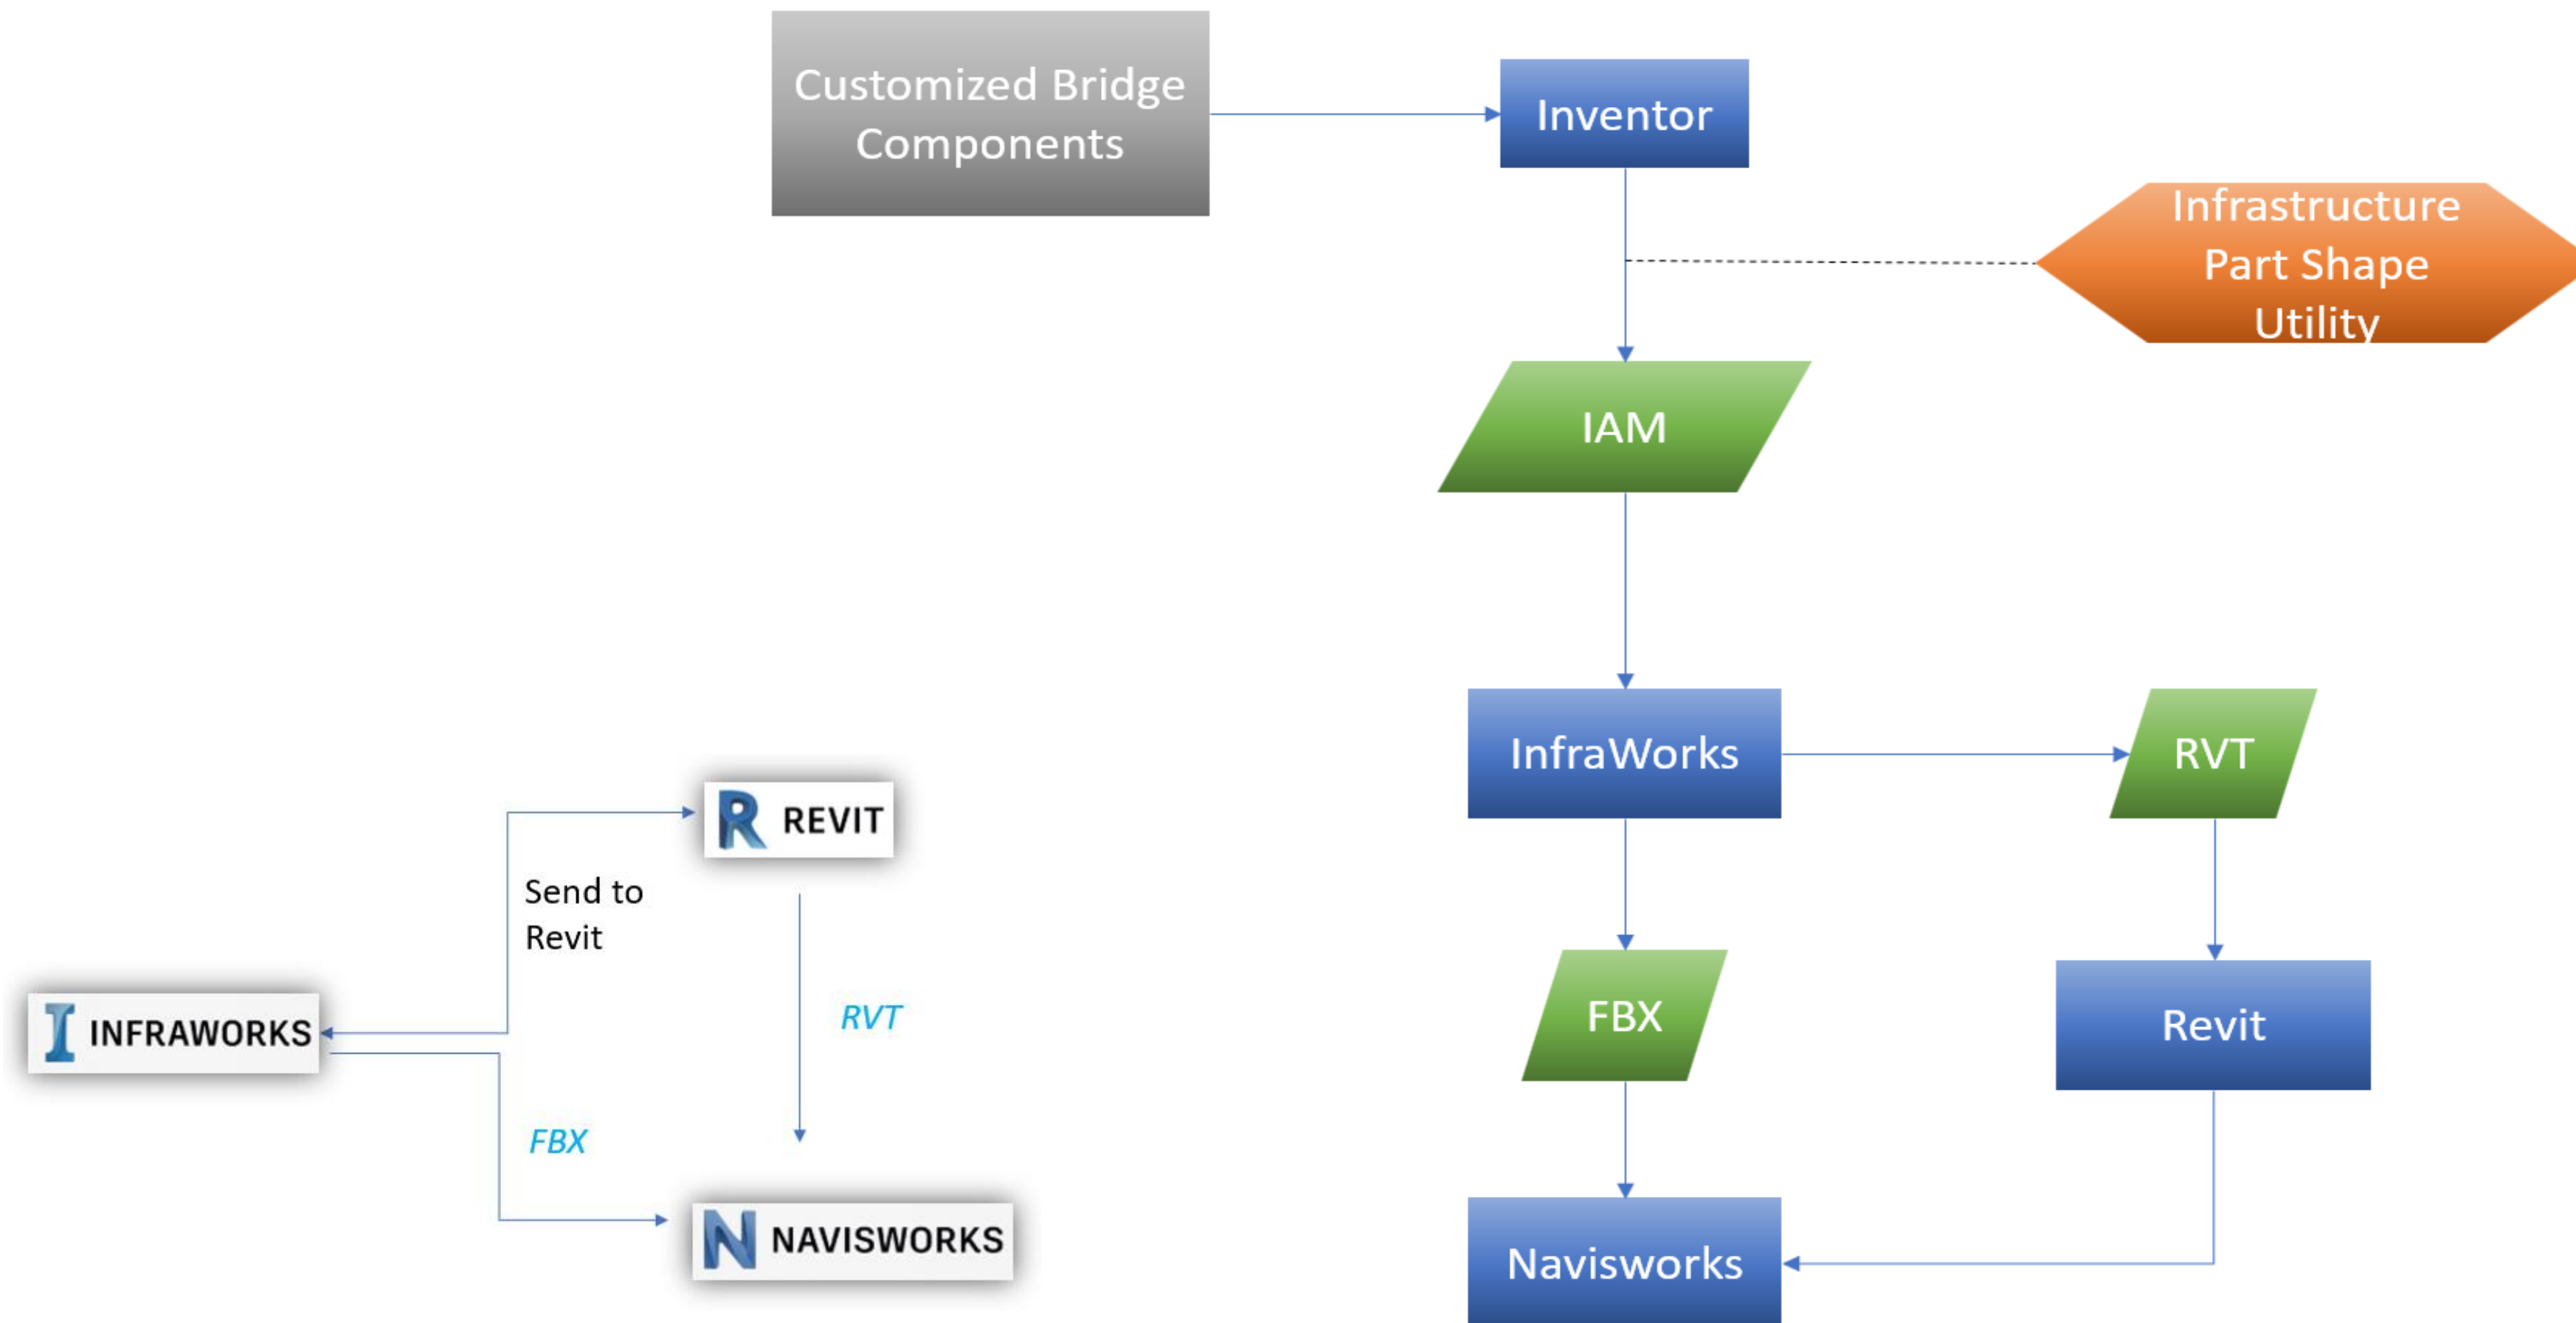 Customized Bridge
Components
Inventor
Infrastructure
Part Shape
Utility
IAM
InfraWorks
RVT
R REVIT
Send to
Revit
I INFRAWORKS
RVT
FBX
Revit
FBX
N NAVISWORKS
Navisworks